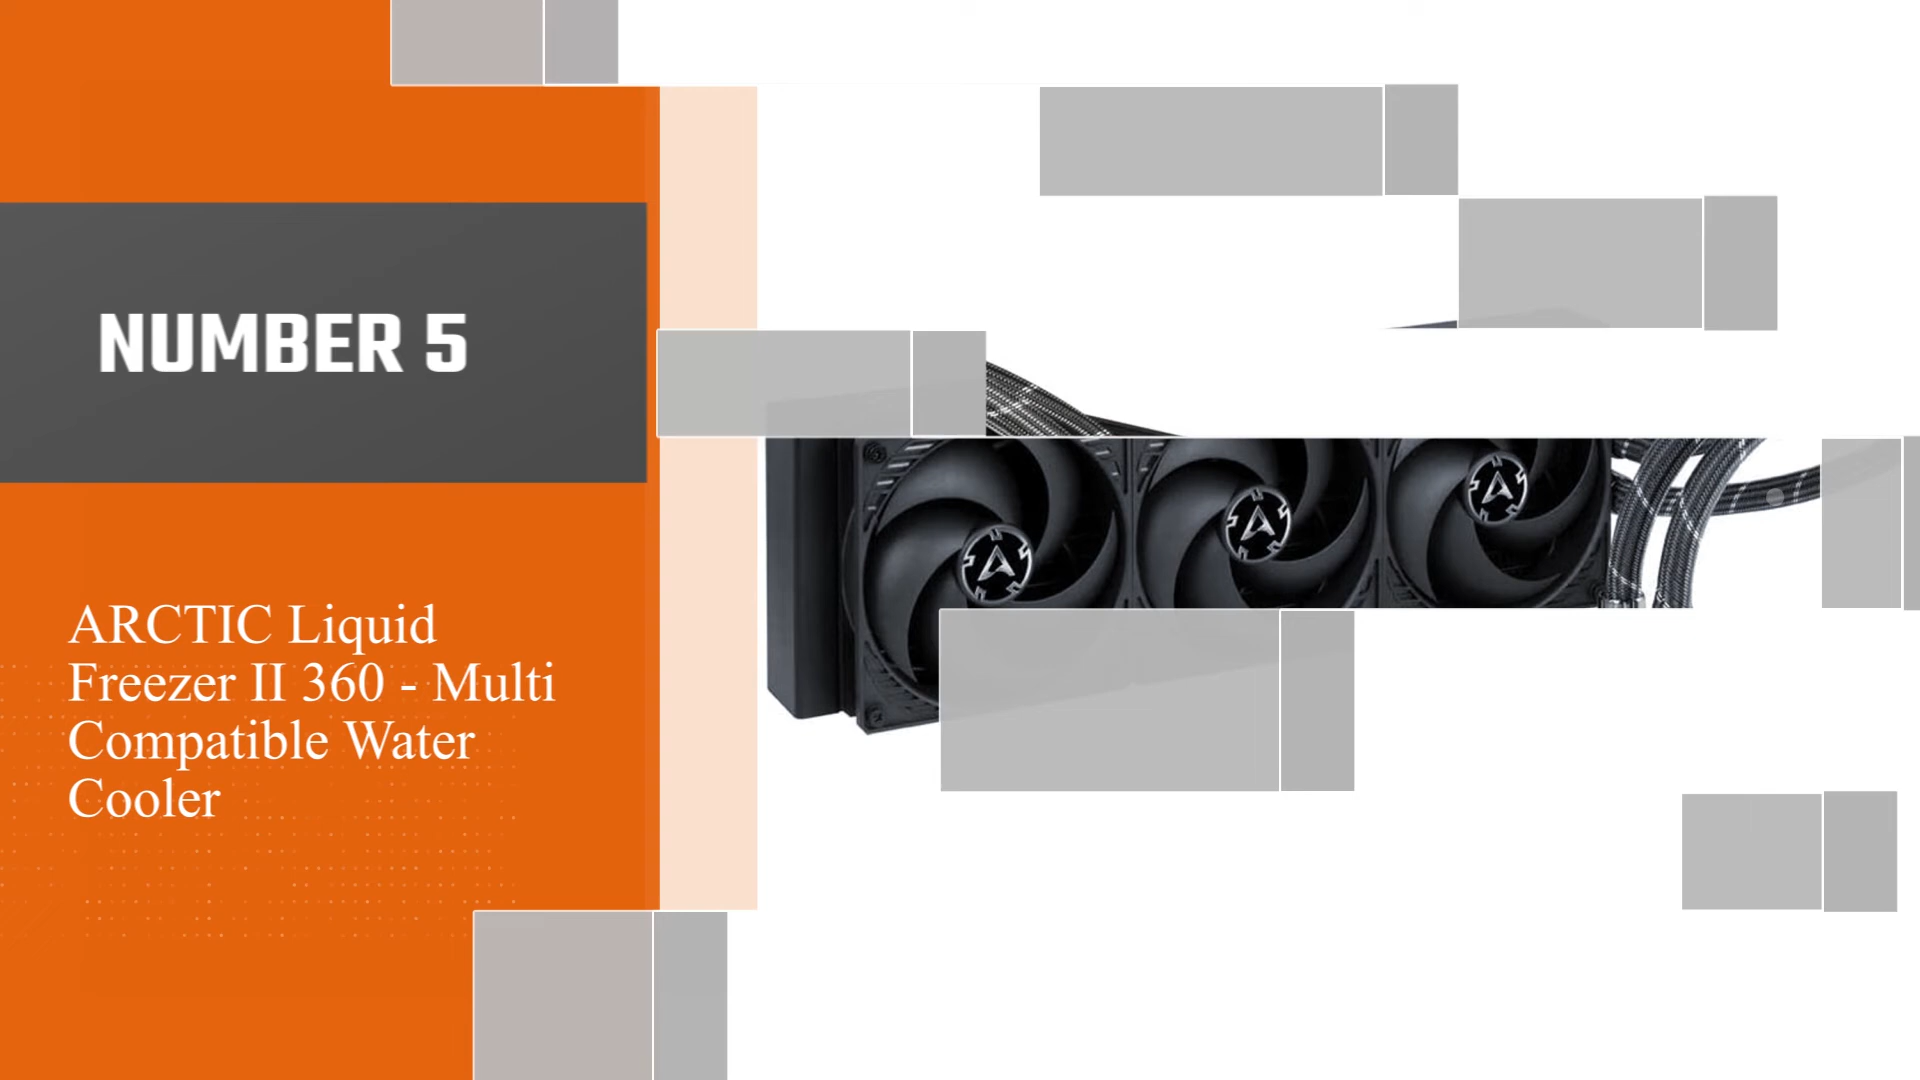 NUMBER 5
ARCTIC Liquid
Freezer II 360 - Multi
Compatible Water
Cooler